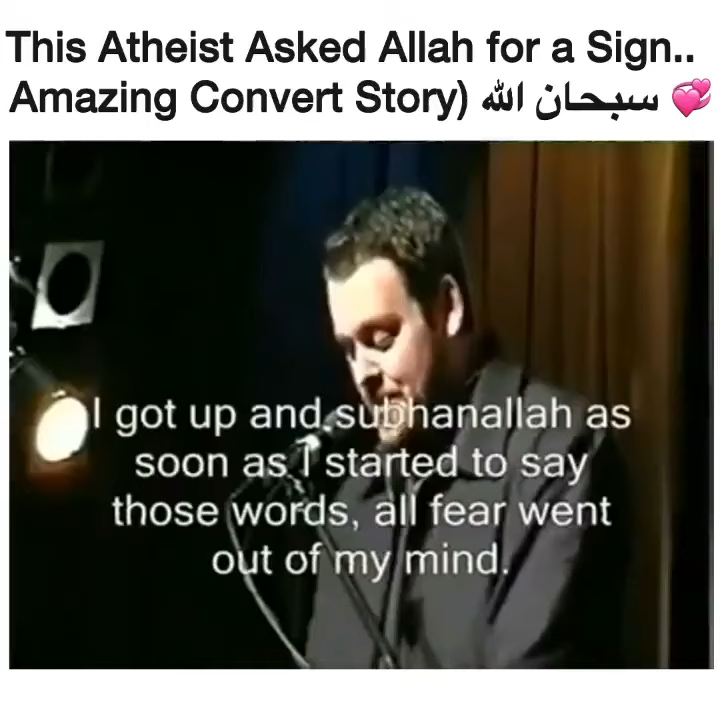 This Atheist Asked Allah for a Sign..
Amazing Convert Story) سبحان الله 💞
I got up and subhanallah as
soon as I started to say
those words, all fear went
out of my mind.